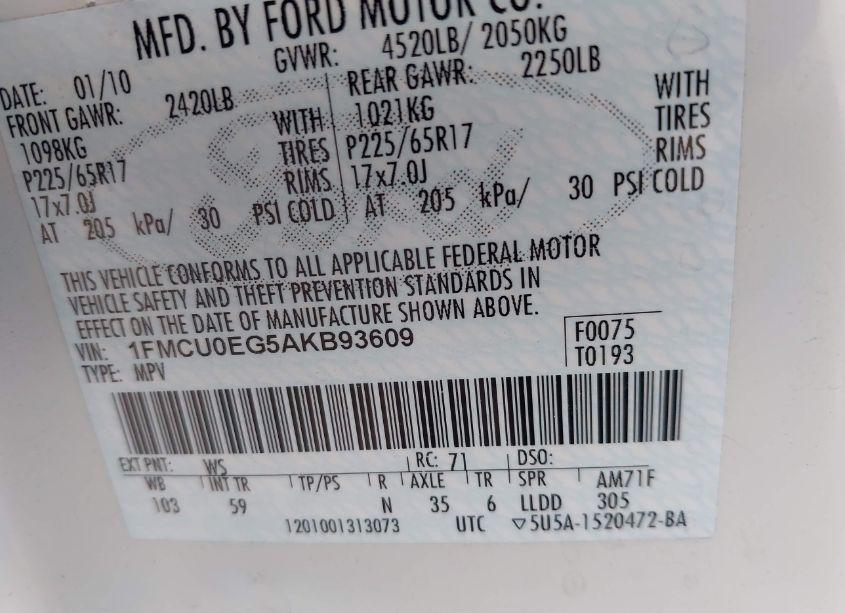 MFD. BY FORD MOTOR CO.
DATE: 01/10 GVWR: 4520LB/ 2050KG
FRONT GAWR: 2420LB REAR GAWR: 2250LB
1098KG WITH 1021KG WITH
P225/65R17 TIRES P225/65R17 TIRES
17x7.0J RIMS 17x7.0J RIMS
AT 205 kPa/ 30 PSI COLD AT 205 kPa/ 30 PSI COLD
THIS VEHICLE CONFORMS TO ALL APPLICABLE FEDERAL MOTOR
VEHICLE SAFETY AND THEFT PREVENTION STANDARDS IN
EFFECT ON THE DATE OF MANUFACTURE SHOWN ABOVE.
VIN: 1FMCU0EG5AKB93609 F0075
TYPE: MPV T0193
EXT PNT: WS RC: 71 DSO:
WB INT TR TP/PS R AXLE TR SPR AM71F
103 59 N 35 6 LLDD 305
1201001313073 UTC ▽5U5A-1520472-BA